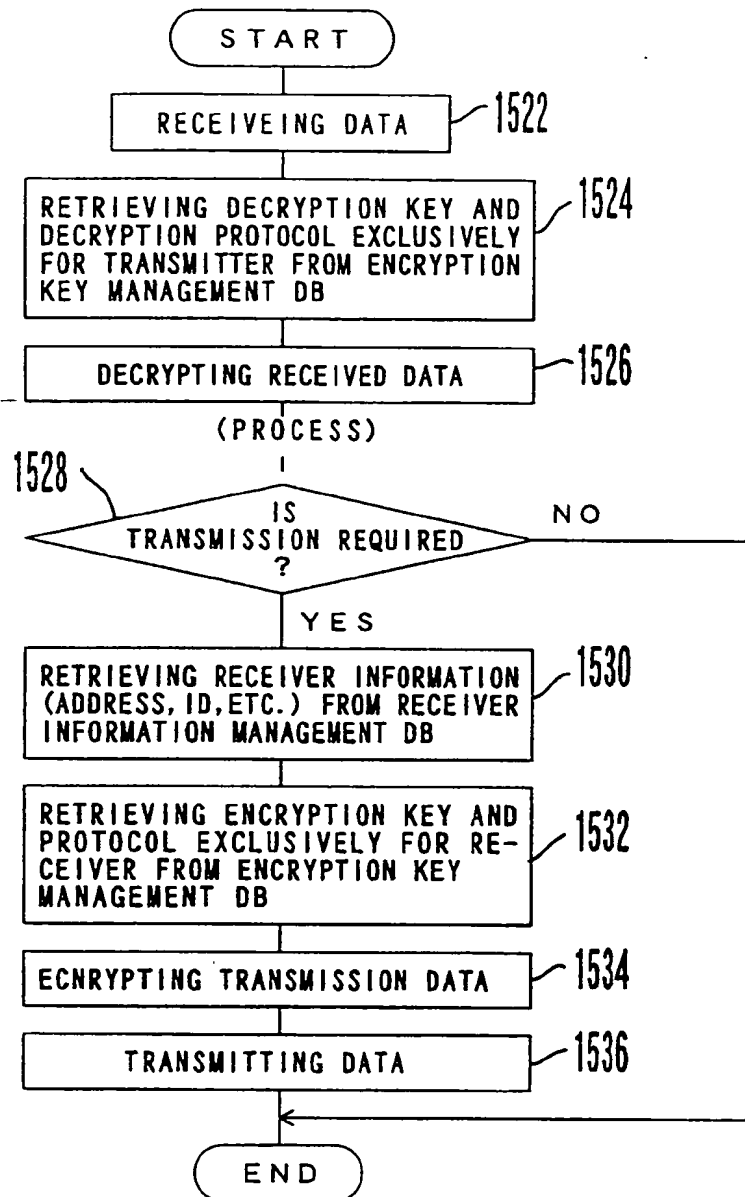 START
RECEIVEING DATA
1522
RETRIEVING DECRYPTION KEY AND
DECRYPTION PROTOCOL EXCLUSIVELY
FOR TRANSMITTER FROM ENCRYPTION
KEY MANAGEMENT DB
1524
DECRYPTING RECEIVED DATA
1526
(PROCESS)
1528
IS
TRANSMISSION REQUIRED
?
NO
YES
RETRIEVING RECEIVER INFORMATION
(ADDRESS, ID, ETC.) FROM RECEIVER
INFORMATION MANAGEMENT DB
1530
RETRIEVING ENCRYPTION KEY AND
PROTOCOL EXCLUSIVELY FOR RE-
CEIVER FROM ENCRYPTION KEY
MANAGEMENT DB
1532
ECNRYPTING TRANSMISSION DATA
1534
TRANSMITTING DATA
1536
END